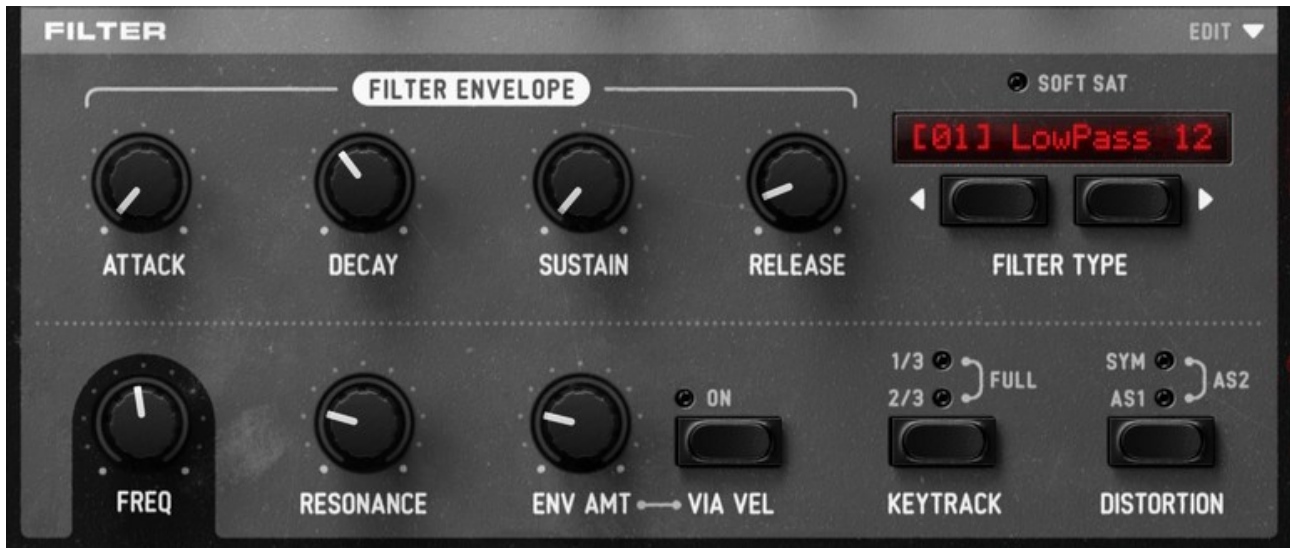 FILTER
EDIT
FILTER ENVELOPE
SOFT SAT
[01] LowPass 12
ATTACK
DECAY
SUSTAIN
RELEASE
FILTER TYPE
1/3
2/3
FULL
SYM
AS1
AS2
ON
FREQ
RESONANCE
ENV AMT
VIA VEL
KEYTRACK
DISTORTION